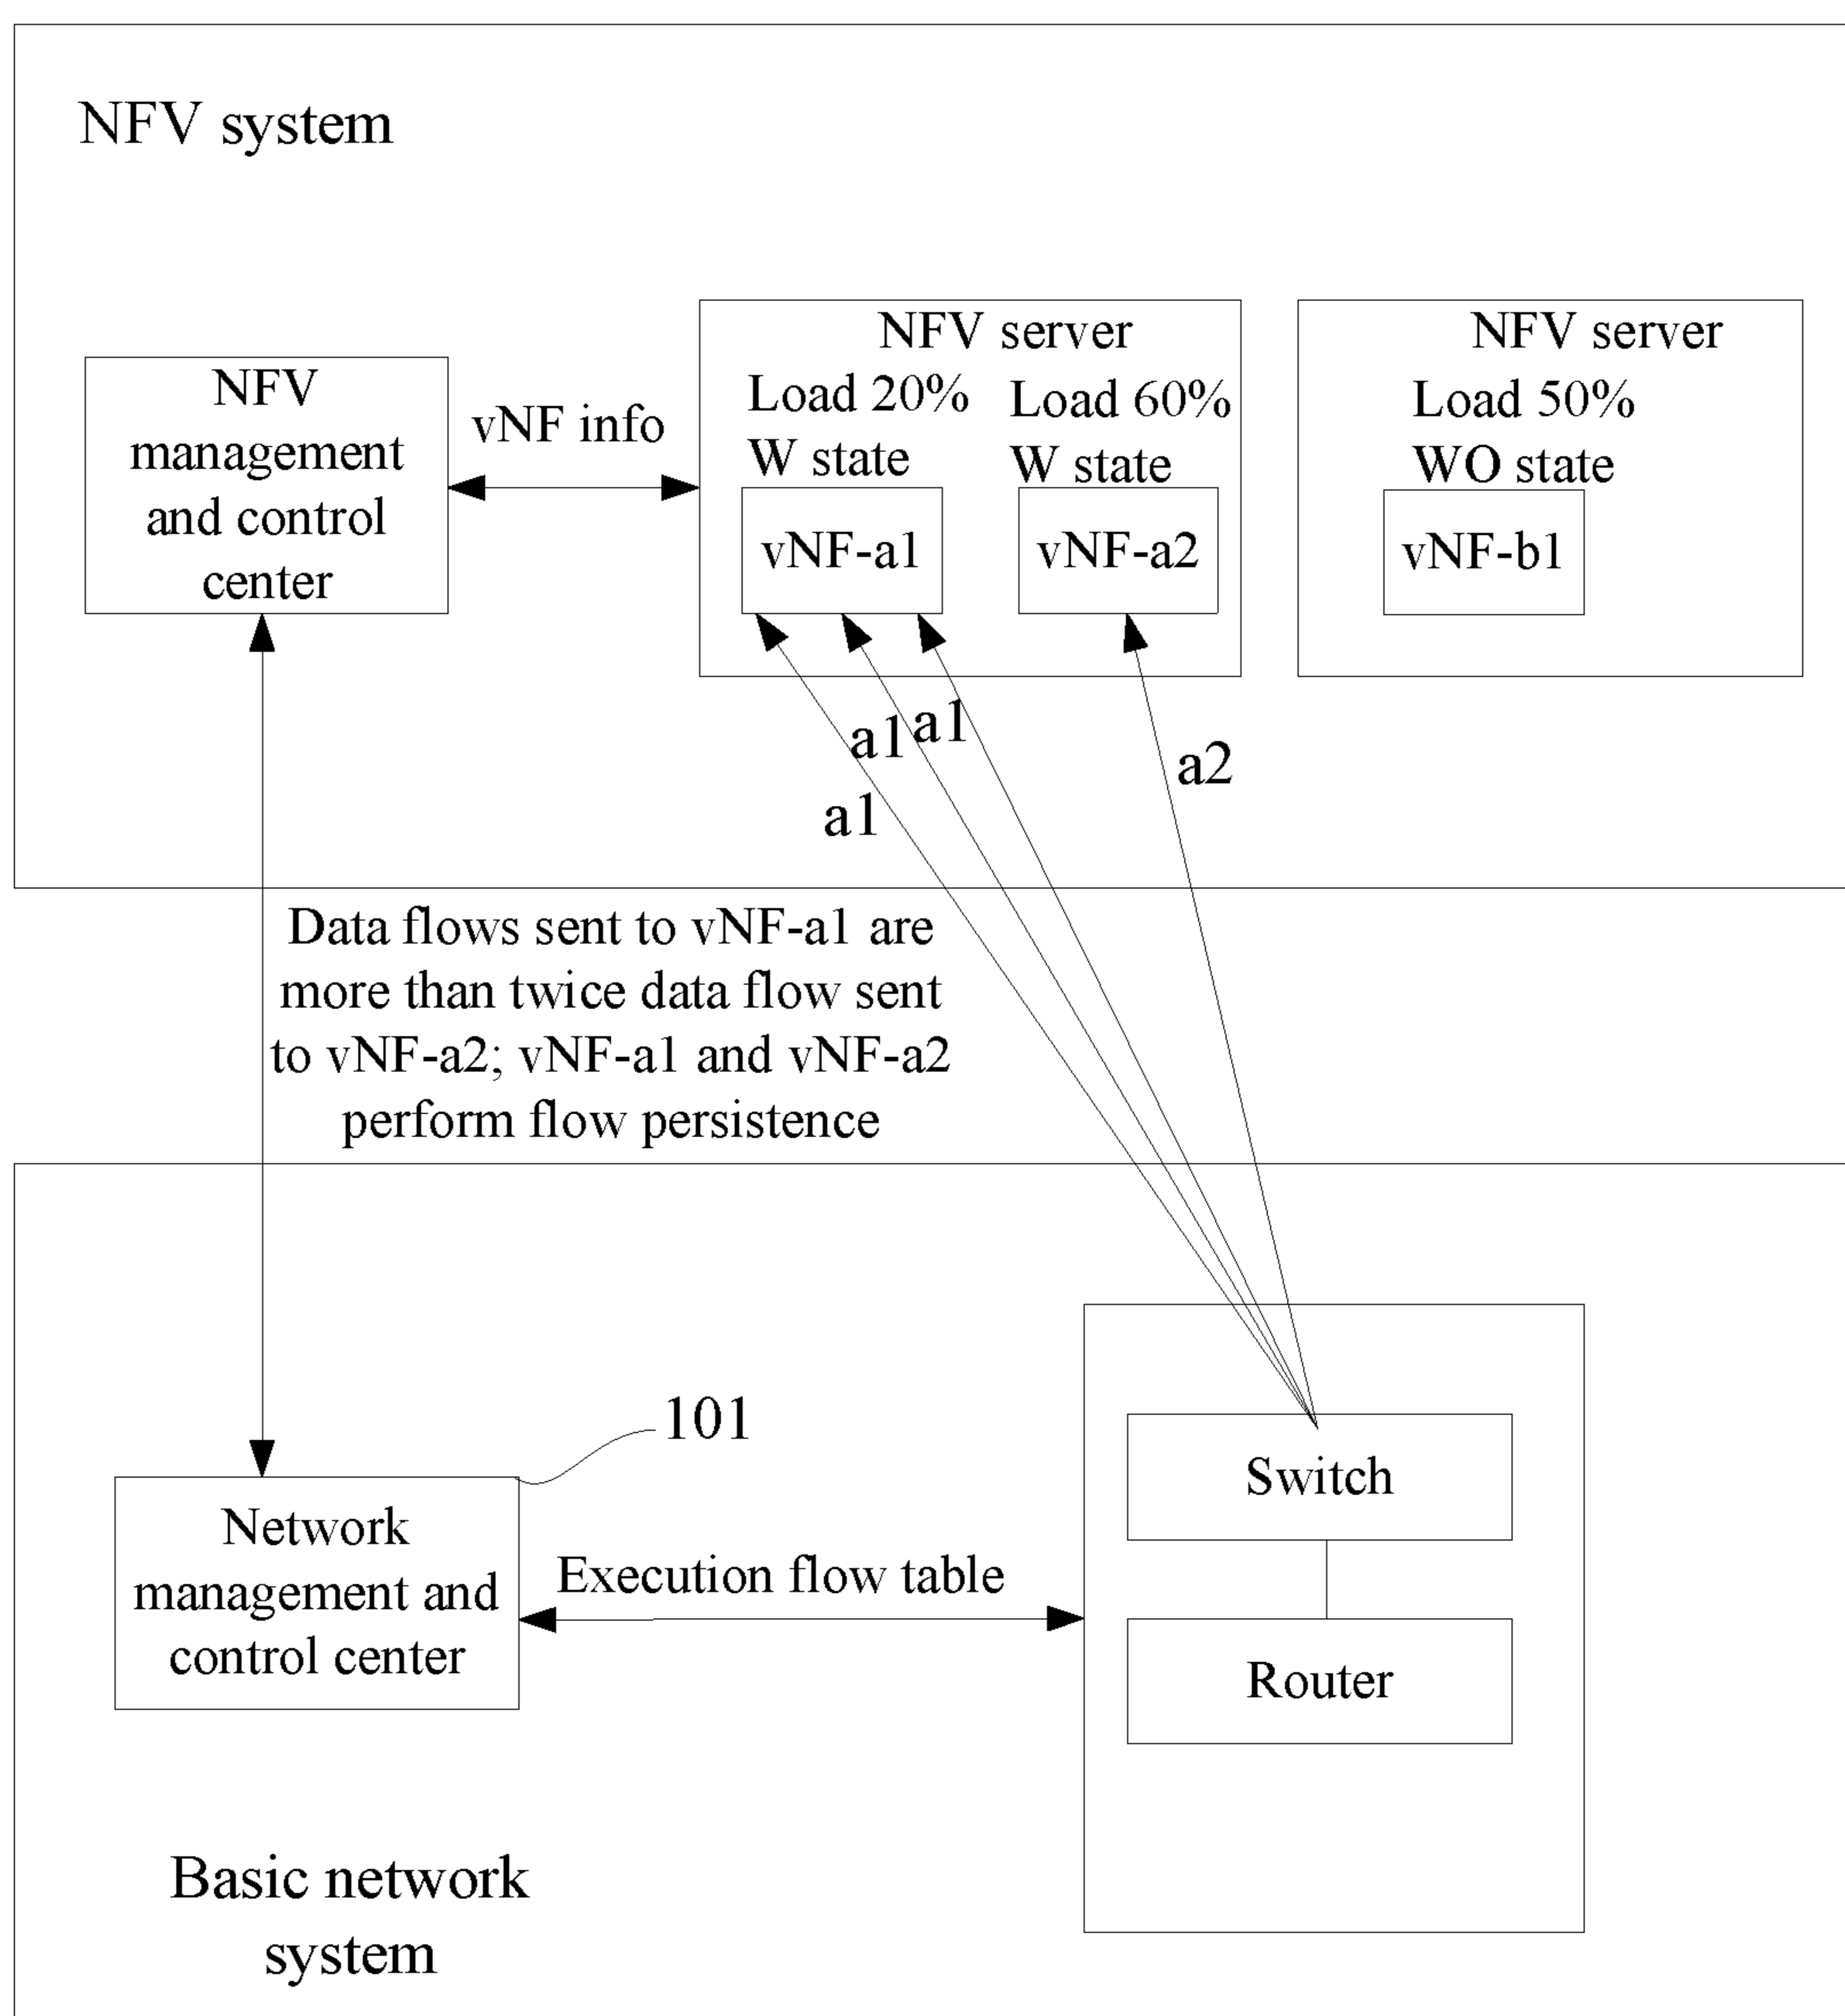 NFV system
NFV
management
and control
center
vNF info
NFV server
Load 20%
W state
Load 60%
W state
vNF-a1
vNF-a2
NFV server
Load 50%
WO state
vNF-b1
a1
a1
a1
a2
Data flows sent to vNF-a1 are
more than twice data flow sent
to vNF-a2; vNF-a1 and vNF-a2
perform flow persistence
101
Network
management and
control center
Execution flow table
Switch
Router
Basic network
system